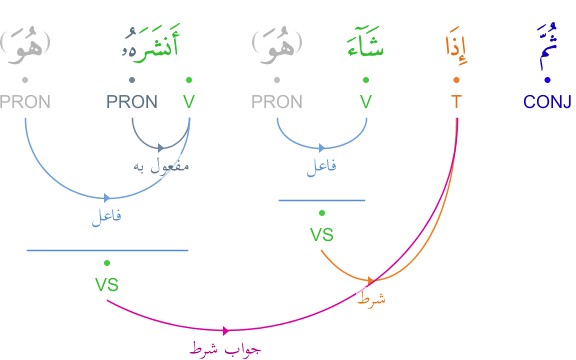 ثُمَّ إِذَا شَآءَ (هُوَ) أَنشَرَهُۥ (هُوَ)
CONJ T V PRON V PRON PRON
فاعل مفعول به
فاعل
VS
VS
شرط
جواب شرط